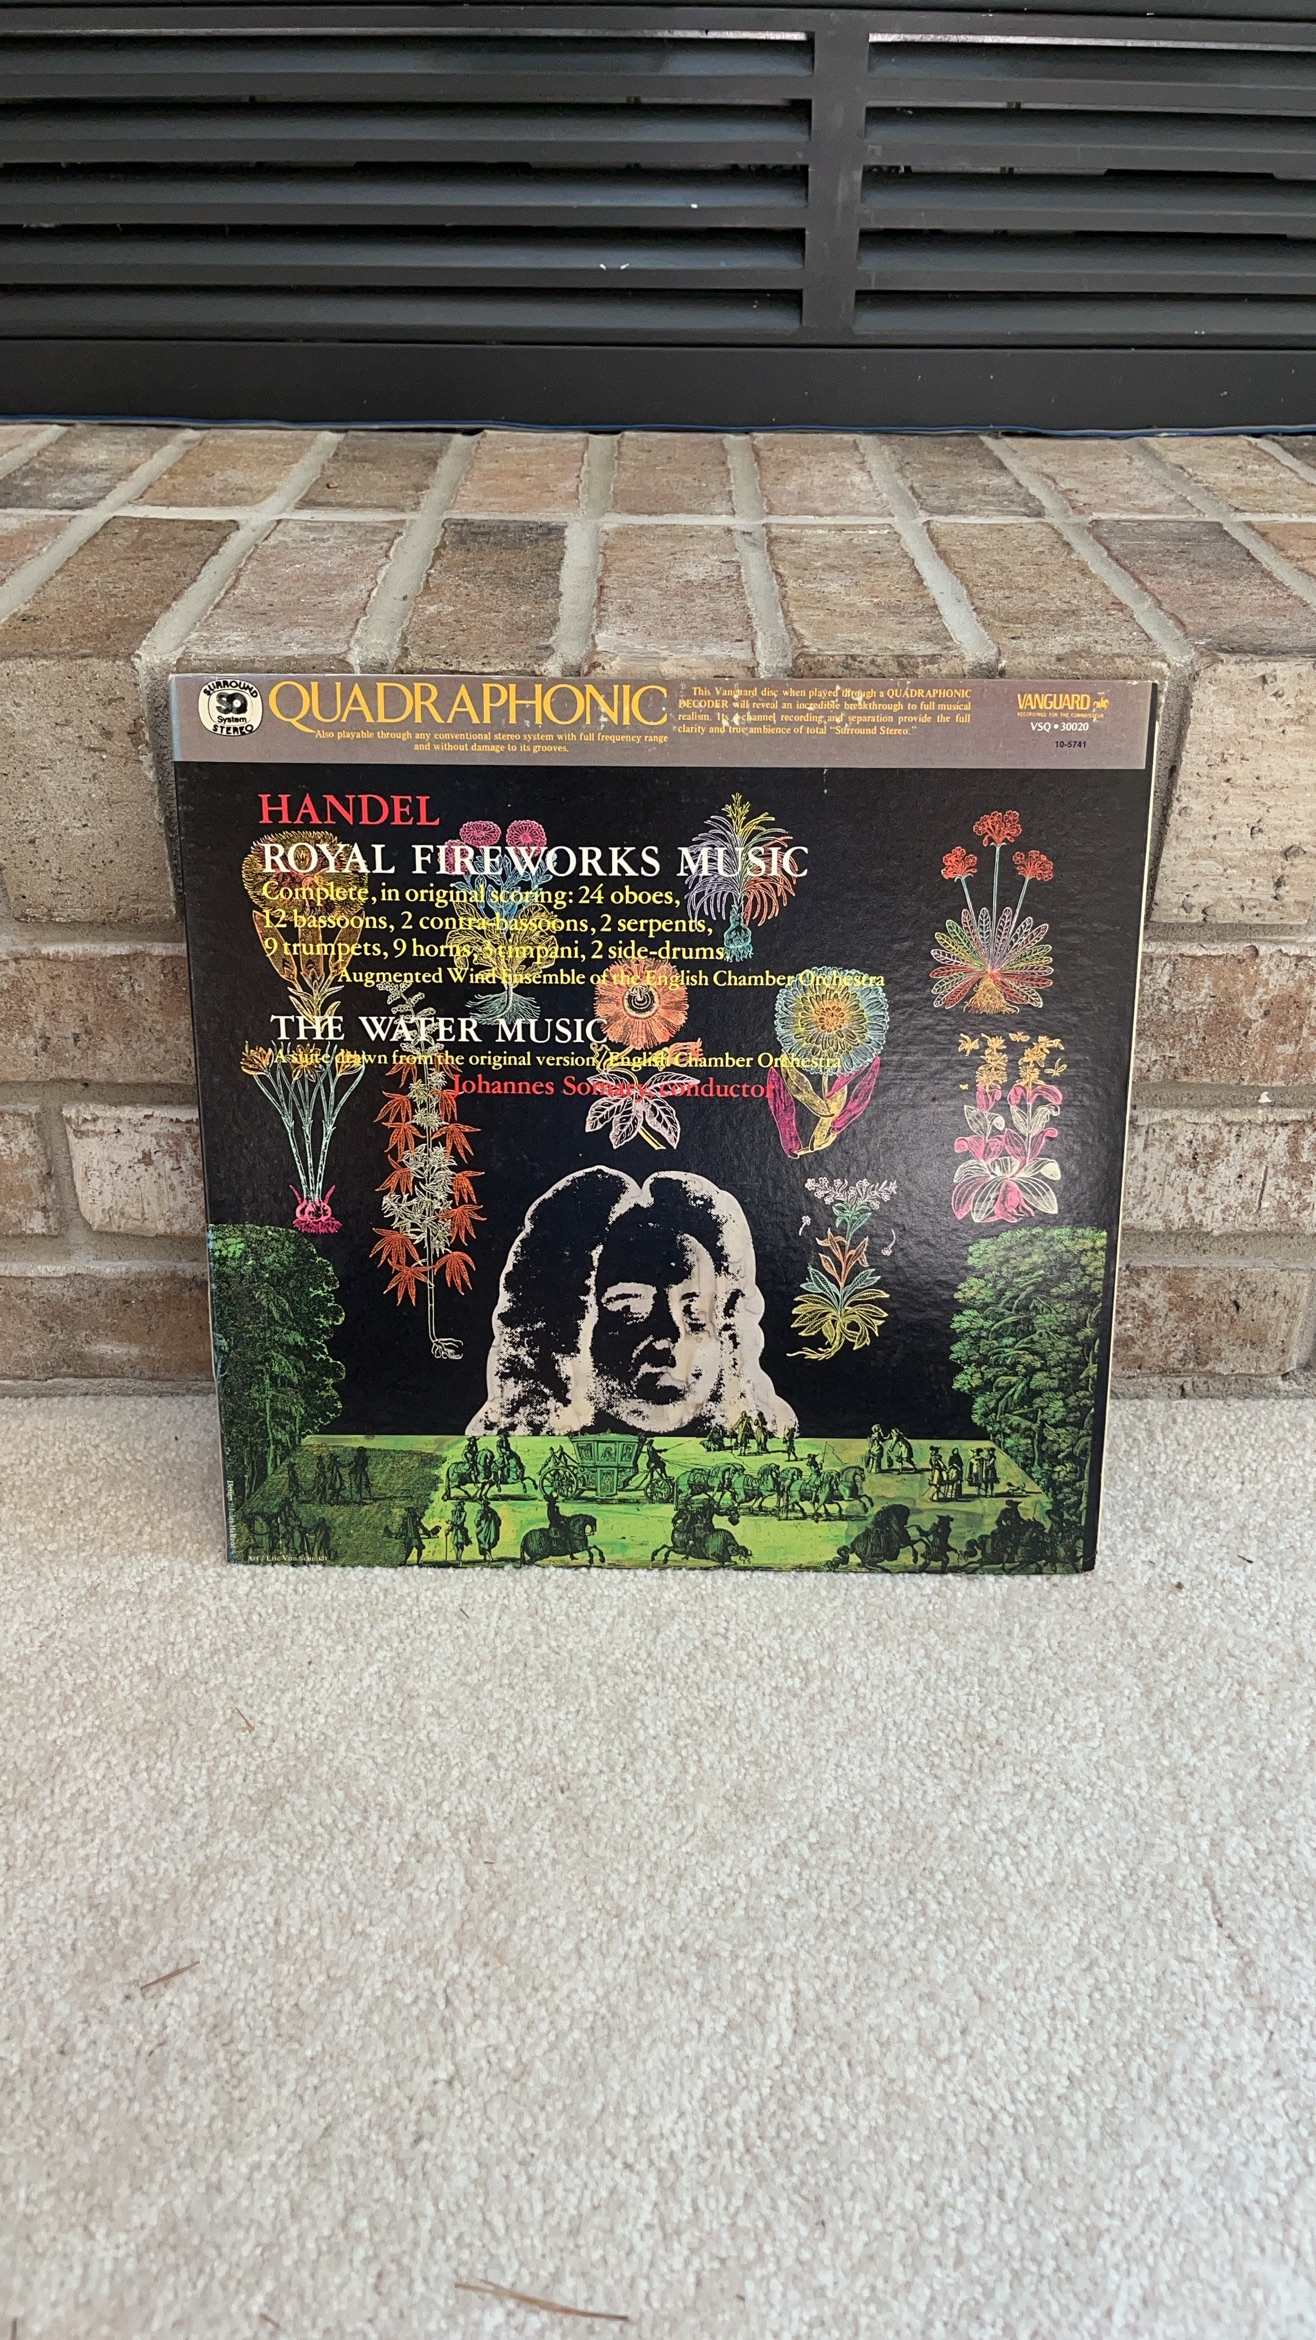 SURROUND
SQ
System
STEREO
QUADRAPHONIC
Also playable through any conventional stereo system with full frequency range
and without damage to its grooves.
This Vanguard disc when played through a QUADRAPHONIC
DECODER will reveal an incredible breakthrough to full musical
realism. Its 4-channel recording and separation provide the full
clarity and true ambience of total “Surround Stereo.”
VANGUARD
RECORDINGS FOR THE CONNOISSEUR
VSQ • 30020
10-5741
HANDEL
ROYAL FIREWORKS MUSIC
Complete, in original scoring: 24 oboes,
12 bassoons, 2 contra-bassoons, 2 serpents,
9 trumpets, 9 horns, 3 timpani, 2 side-drums
Augmented Wind Ensemble of the English Chamber Orchestra
THE WATER MUSIC
A suite drawn from the original version, English Chamber Orchestra
Johannes Somary, conductor
Art / Eric Von Schmidt